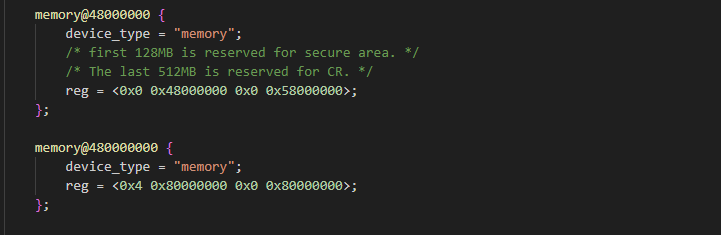 memory@48000000 {
device_type = "memory";
/* first 128MB is reserved for secure area. */
/* The last 512MB is reserved for CR. */
reg = <0x0 0x48000000 0x0 0x58000000>;
};
memory@480000000 {
device_type = "memory";
reg = <0x4 0x80000000 0x0 0x80000000>;
};